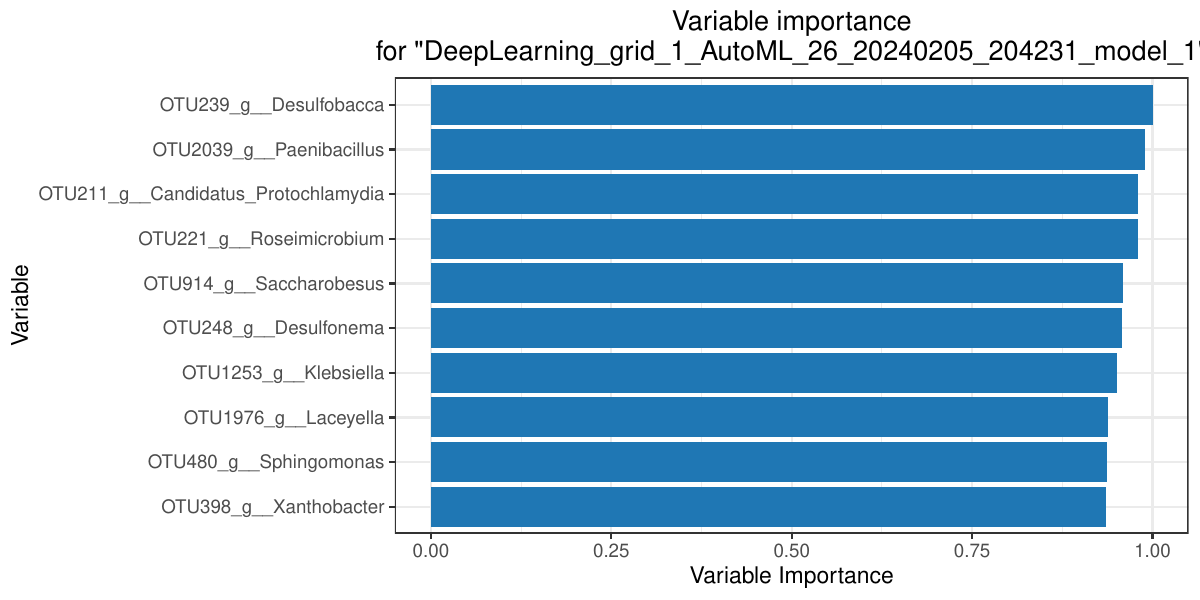 Variable importance
for "DeepLearning_grid_1_AutoML_26_20240205_204231_model_1"
OTU239_g__Desulfobacca
OTU2039_g__Paenibacillus
OTU211_g__Candidatus_Protochlamydia
OTU221_g__Roseimicrobium
OTU914_g__Saccharobesus
OTU248_g__Desulfonema
OTU1253_g__Klebsiella
OTU1976_g__Laceyella
OTU480_g__Sphingomonas
OTU398_g__Xanthobacter
Variable
0.00 0.25 0.50 0.75 1.00
Variable Importance